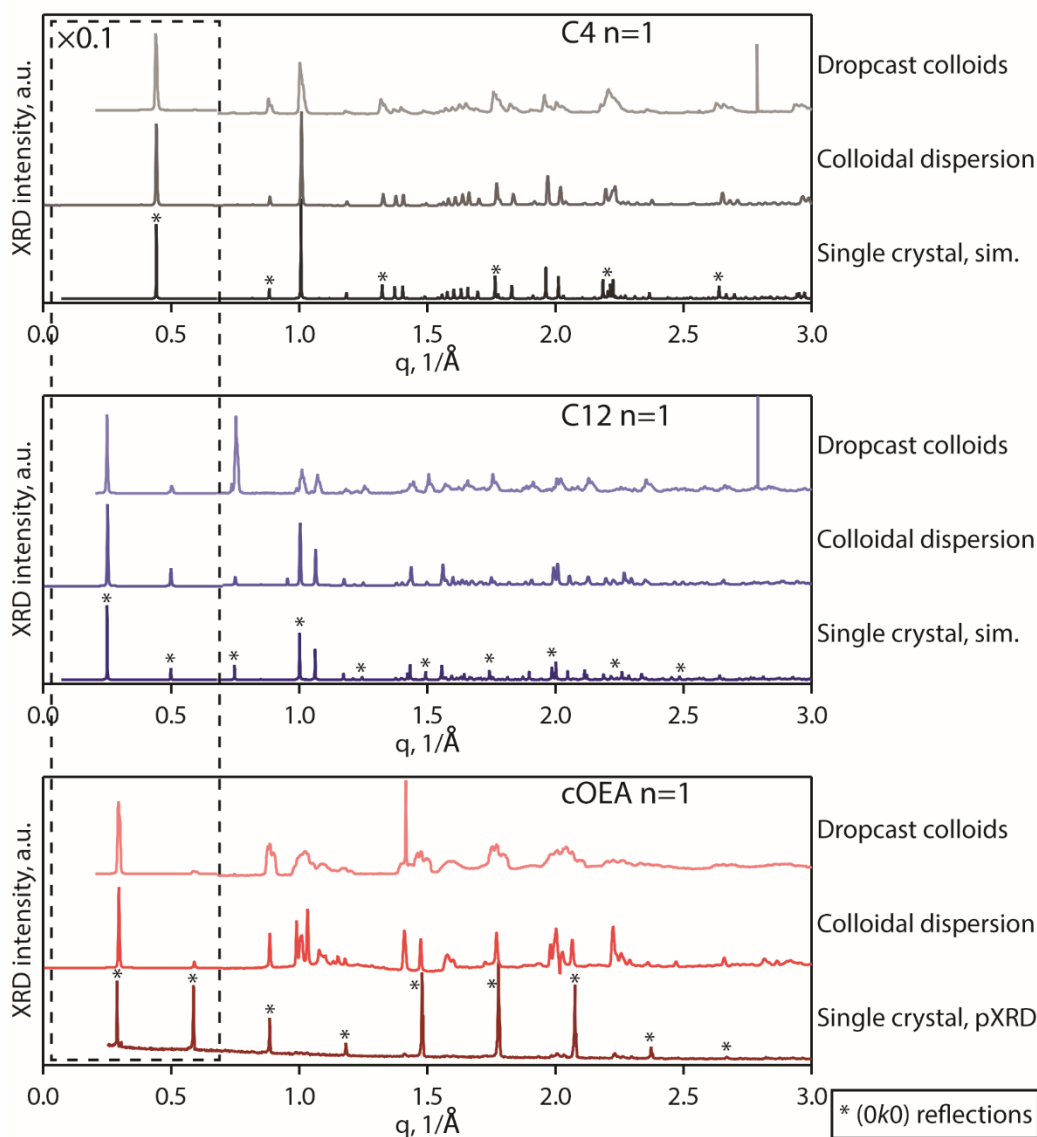 ×0.1
C4 n=1
Dropcast colloids
Colloidal dispersion
Single crystal, sim.
XRD intensity, a.u.
* * * * * *
0.0 0.5 1.0 1.5 2.0 2.5 3.0
q, 1/Å
C12 n=1
Dropcast colloids
Colloidal dispersion
Single crystal, sim.
XRD intensity, a.u.
* * * * * * * * * *
0.0 0.5 1.0 1.5 2.0 2.5 3.0
q, 1/Å
cOEA n=1
Dropcast colloids
Colloidal dispersion
Single crystal, pXRD
XRD intensity, a.u.
* * * * * * * * *
0.0 0.5 1.0 1.5 2.0 2.5 3.0
q, 1/Å
* (0k0) reflections